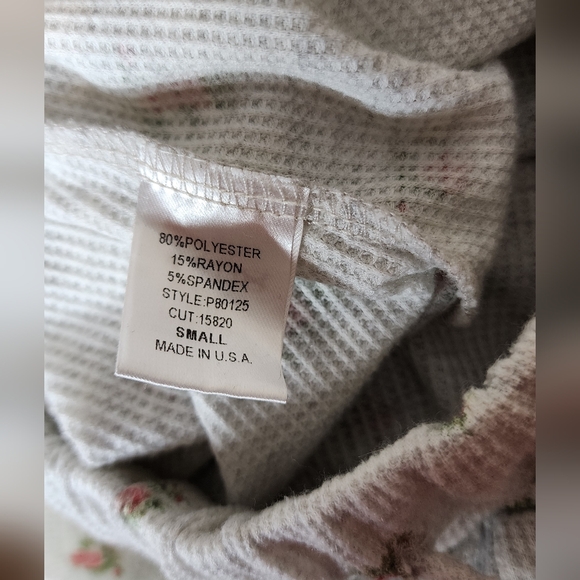 80%POLYESTER
15%RAYON
5%SPANDEX
STYLE:P80125
CUT:15820
SMALL
MADE IN U.S.A.